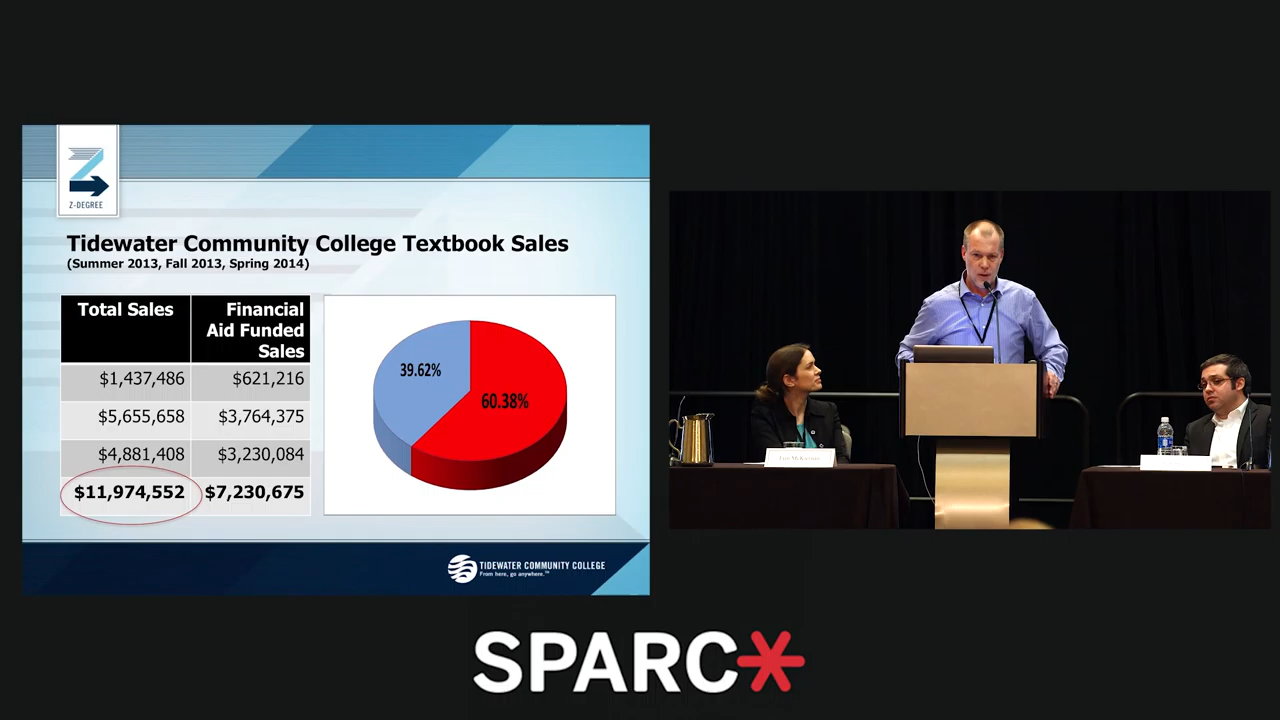 Z-DEGREE
Tidewater Community College Textbook Sales
(Summer 2013, Fall 2013, Spring 2014)
Total Sales
Financial
Aid Funded
Sales
$1,437,486
$621,216
$5,655,658
$3,764,375
$4,881,408
$3,230,084
$11,974,552
$7,230,675
39.62%
60.38%
TIDEWATER COMMUNITY COLLEGE
From here, go anywhere.™
SPARC